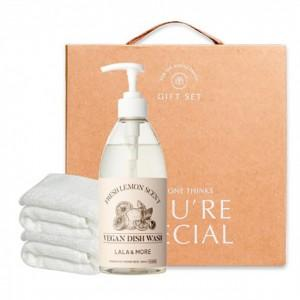 GIFT SET
ONE THINKS
U'RE
ECIAL
FRESH LEMON SCENT
VEGAN DISH WASH
LALA & MORE